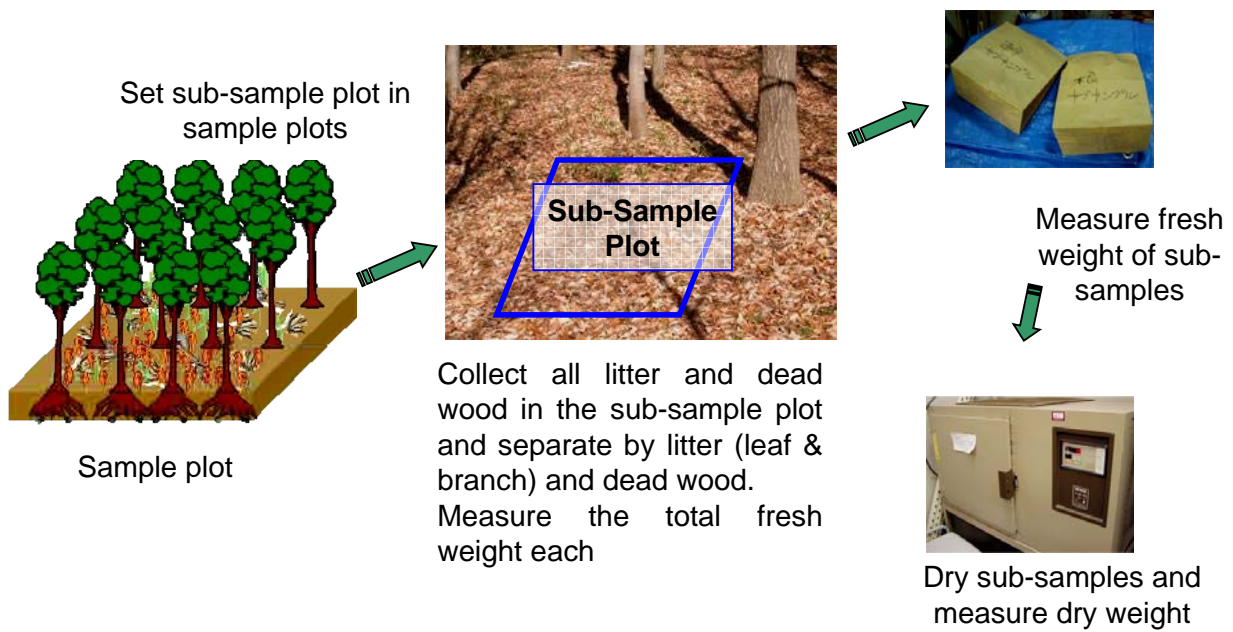 Set sub-sample plot in
sample plots
Sample plot
Sub-Sample
Plot
Collect all litter and dead
wood in the sub-sample plot
and separate by litter (leaf &
branch) and dead wood.
Measure the total fresh
weight each
Measure fresh
weight of sub-
samples
Dry sub-samples and
measure dry weight